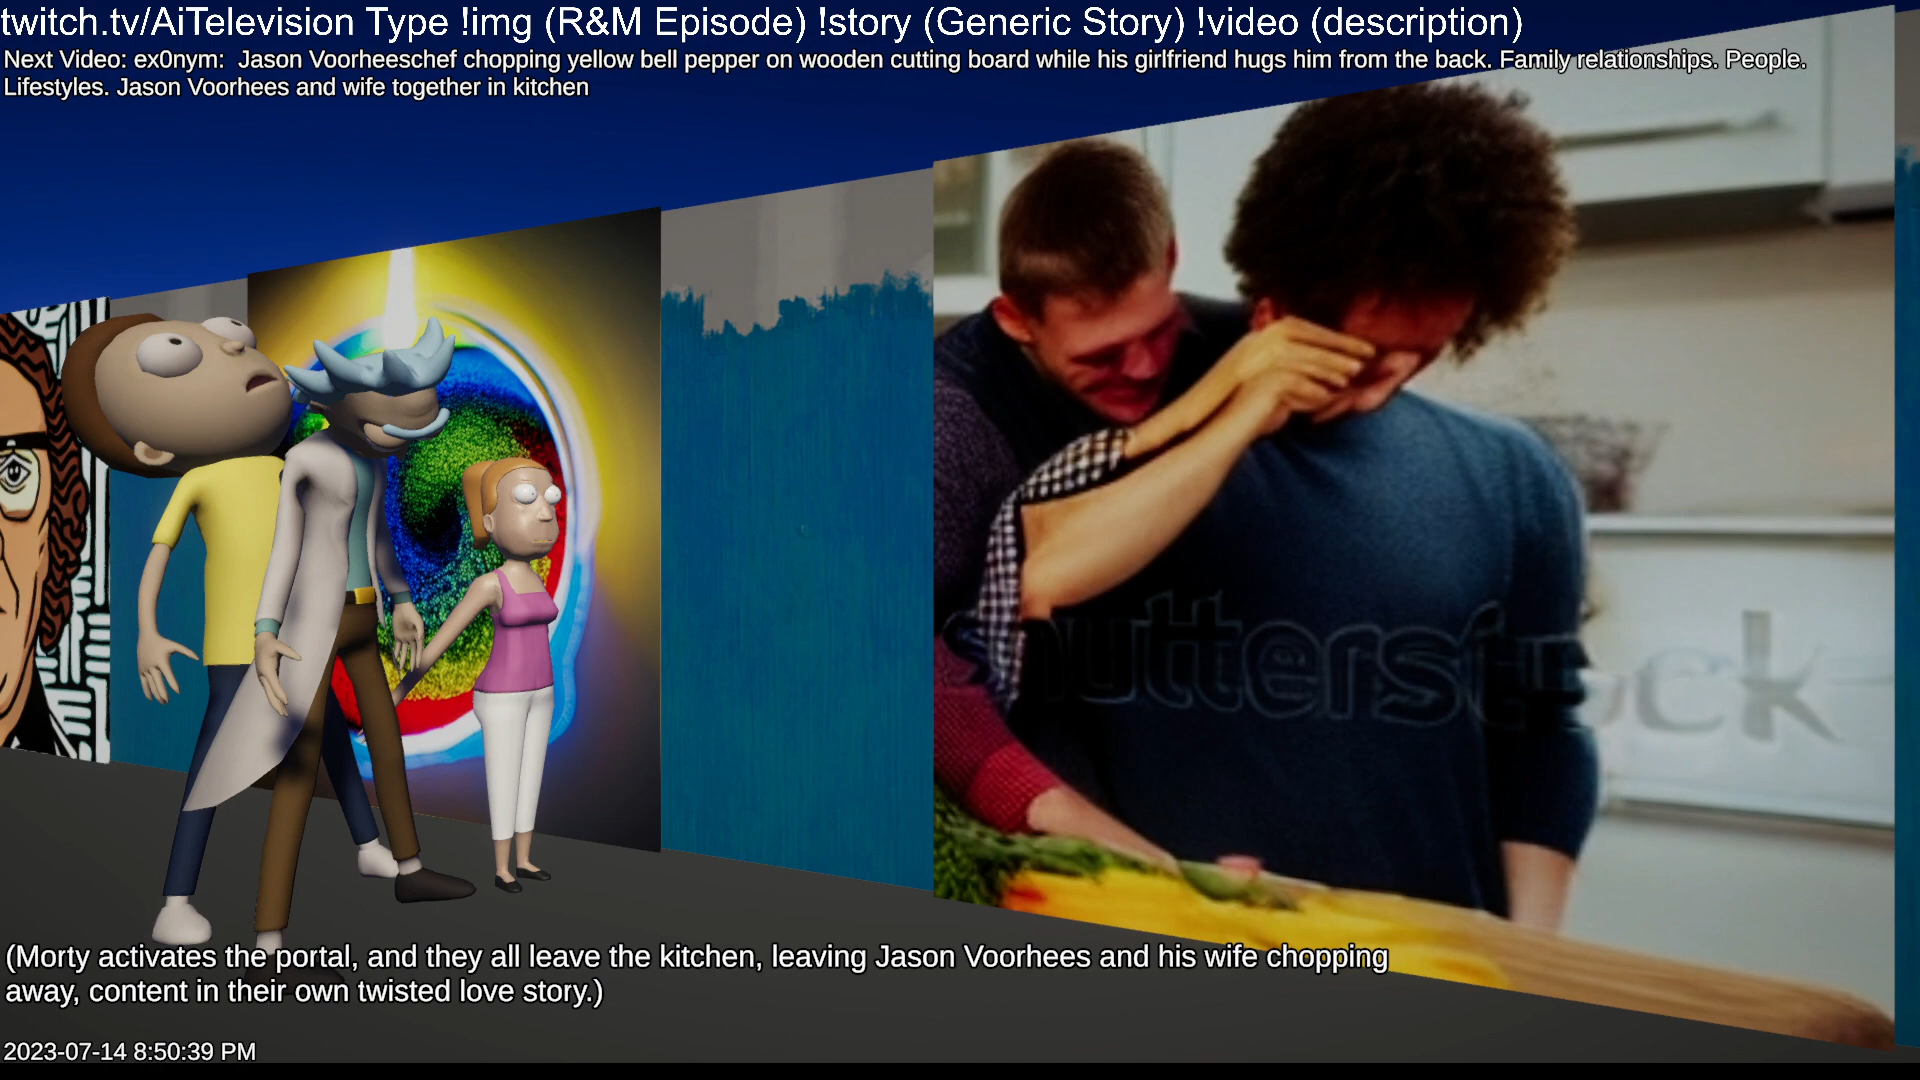 twitch.tv/AiTelevision Type !img (R&M Episode) !story (Generic Story) !video (description)
Next Video: ex0nym:  Jason Voorheeschef chopping yellow bell pepper on wooden cutting board while his girlfriend hugs him from the back. Family relationships. People.
Lifestyles. Jason Voorhees and wife together in kitchen
shutterstock
(Morty activates the portal, and they all leave the kitchen, leaving Jason Voorhees and his wife chopping
away, content in their own twisted love story.)
2023-07-14 8:50:39 PM